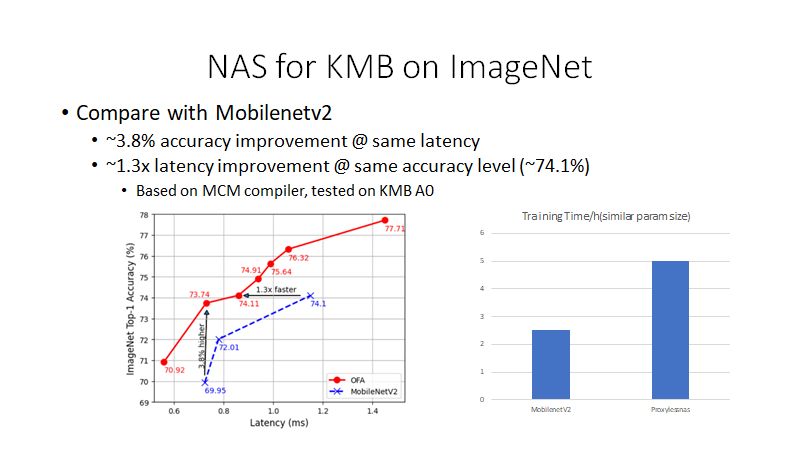 NAS for KMB on ImageNet
• Compare with Mobilenetv2
• ~3.8% accuracy improvement @ same latency
• ~1.3x latency improvement @ same accuracy level (~74.1%)
• Based on MCM compiler, tested on KMB A0
ImageNet Top-1 Accuracy (%)
78
77
76
75
74
73
72
71
70
69
77.71
76.32
74.91
75.64
73.74
1.3x faster
74.11
74.1
3.8% higher
72.01
70.92
69.95
OFA
MobileNetV2
0.6 0.8 1.0 1.2 1.4
Latency (ms)
Training Time/h(similar param size)
6
5
4
3
2
1
0
MobilenetV2 Proxylessnas